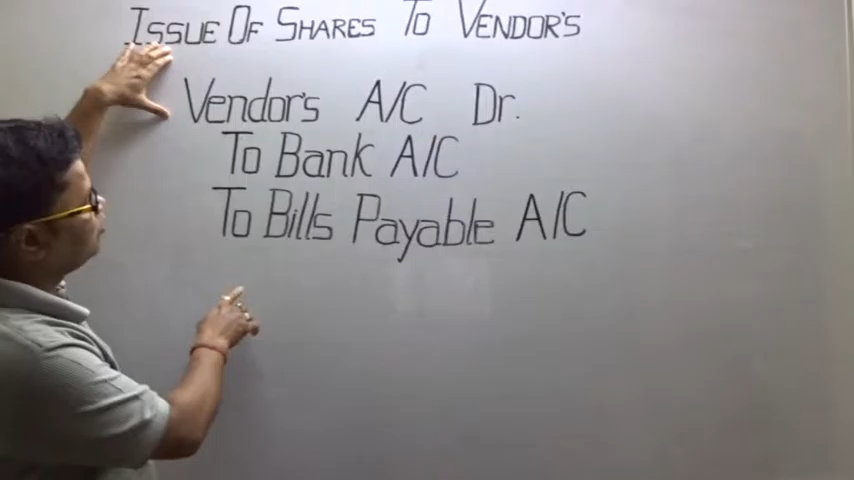 ISSUE OF SHARES TO VENDOR'S
Vendor's A/C Dr.
To Bank A/C
To Bills Payable A/C